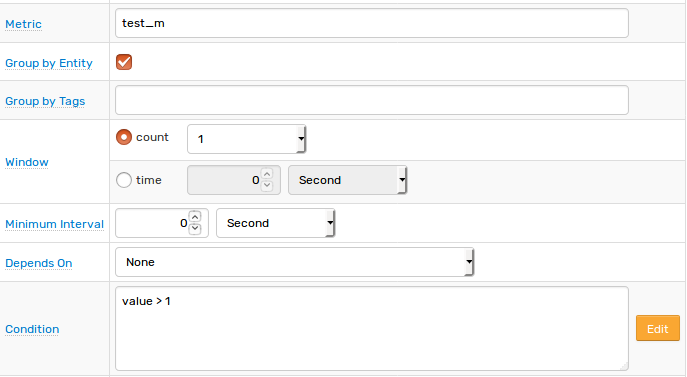 Metric test_m
Group by Entity
Group by Tags
Window
count 1
time 0 Second
Minimum Interval 0 Second
Depends On None
Condition value > 1
Edit